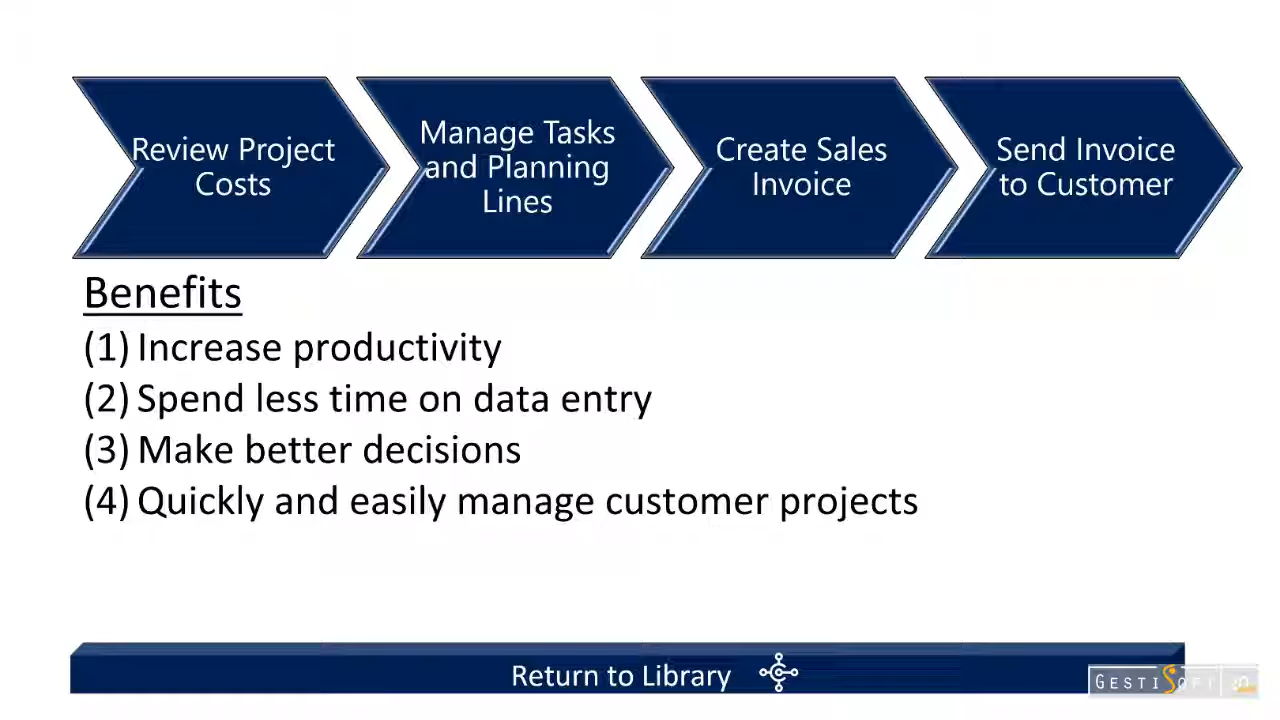 Review Project
Costs
Manage Tasks
and Planning
Lines
Create Sales
Invoice
Send Invoice
to Customer
Benefits
(1) Increase productivity
(2) Spend less time on data entry
(3) Make better decisions
(4) Quickly and easily manage customer projects
Return to Library
GESTISOFT